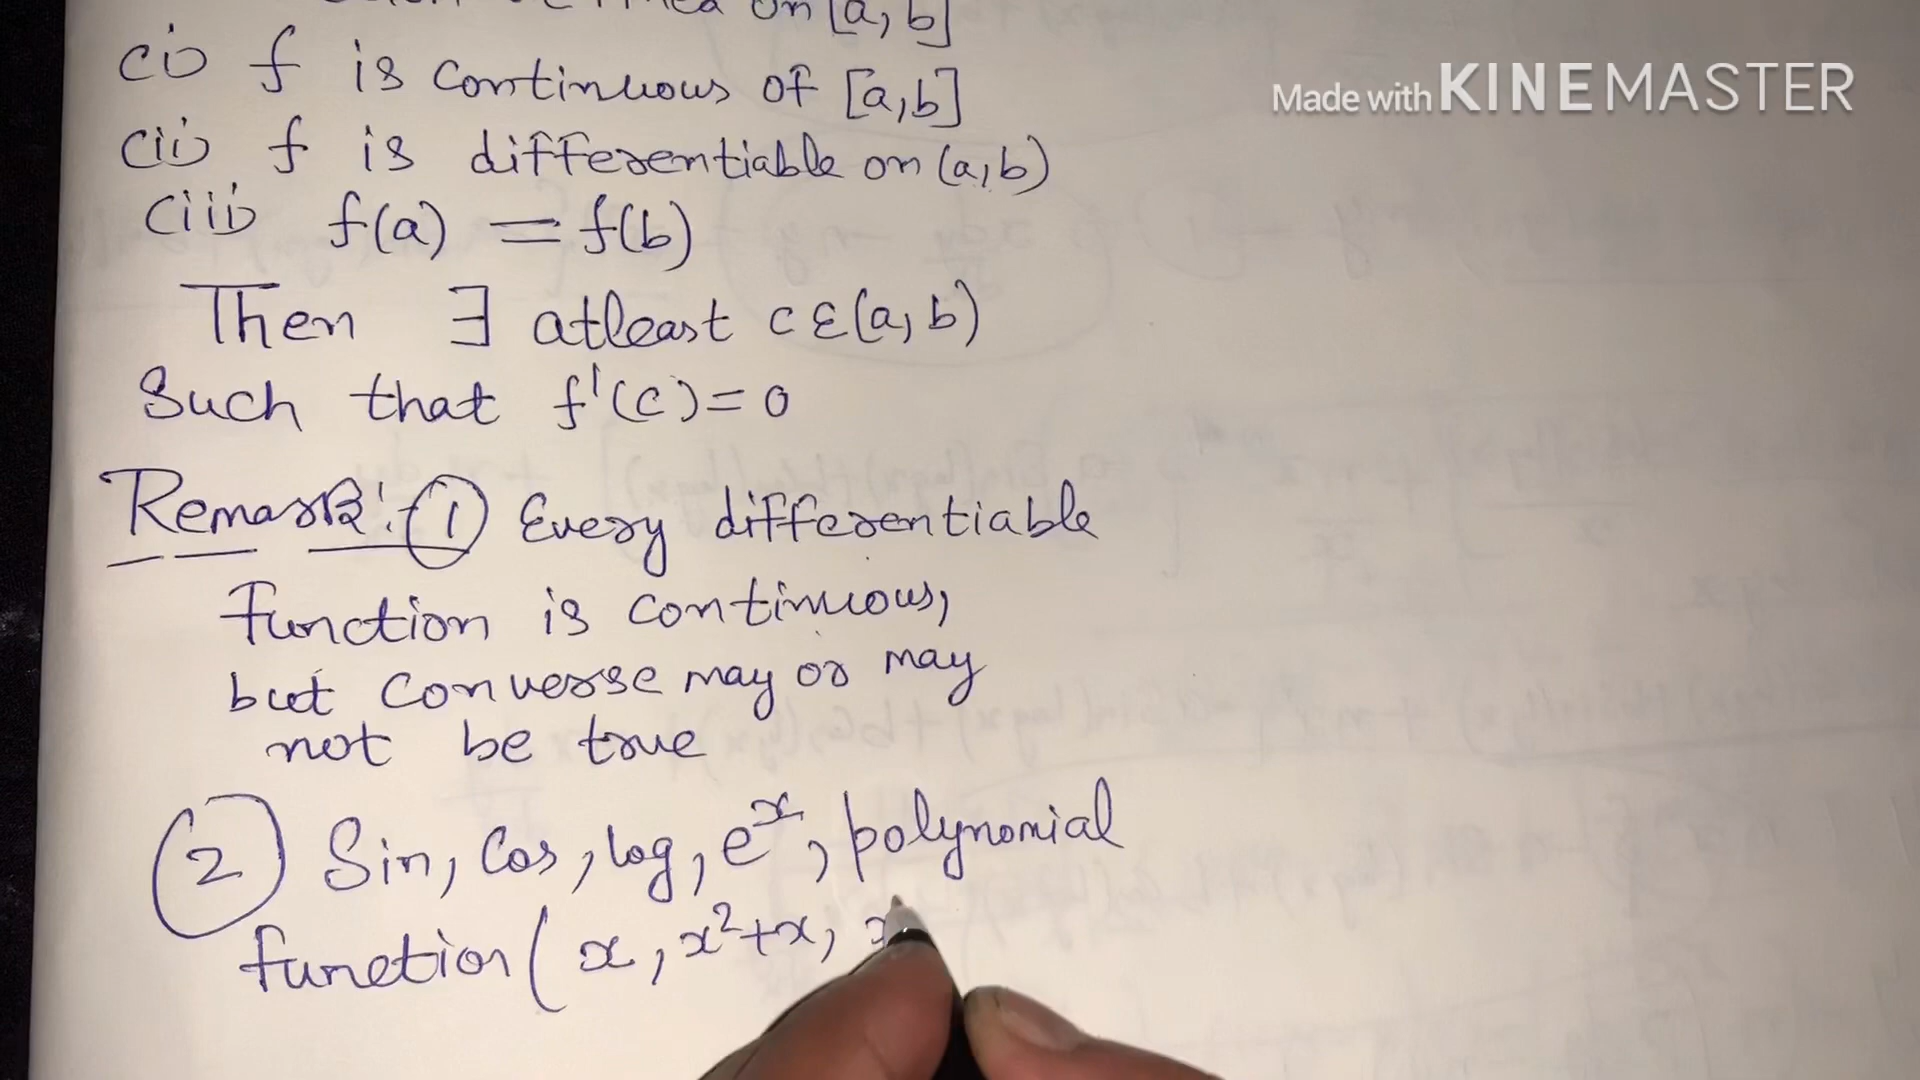 on [a, b]
(i) f is continuous of [a,b]
(ii) f is differentiable on (a,b)
(iii) f(a) = f(b)
Then ∃ atleast c ε (a, b)
Such that f'(c) = 0
Remark:- (1) Every differentiable
function is continuous,
but converse may or may
not be true
(2) Sin, Cos, log, e^x, polynomial
function ( x, x²+x, x
Made with KINEMASTER